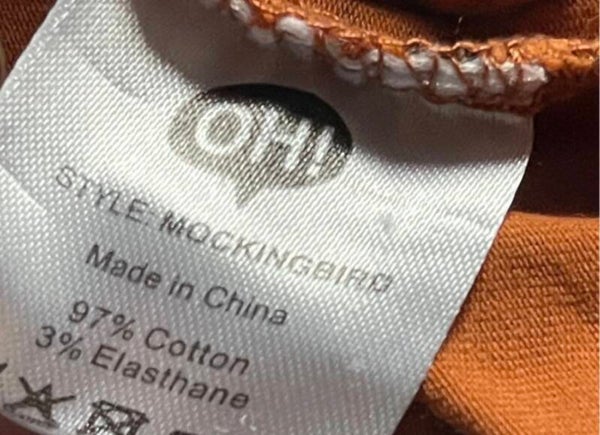 OH!
STYLE: MOCKINGBIRD
Made in China
97% Cotton
3% Elasthane